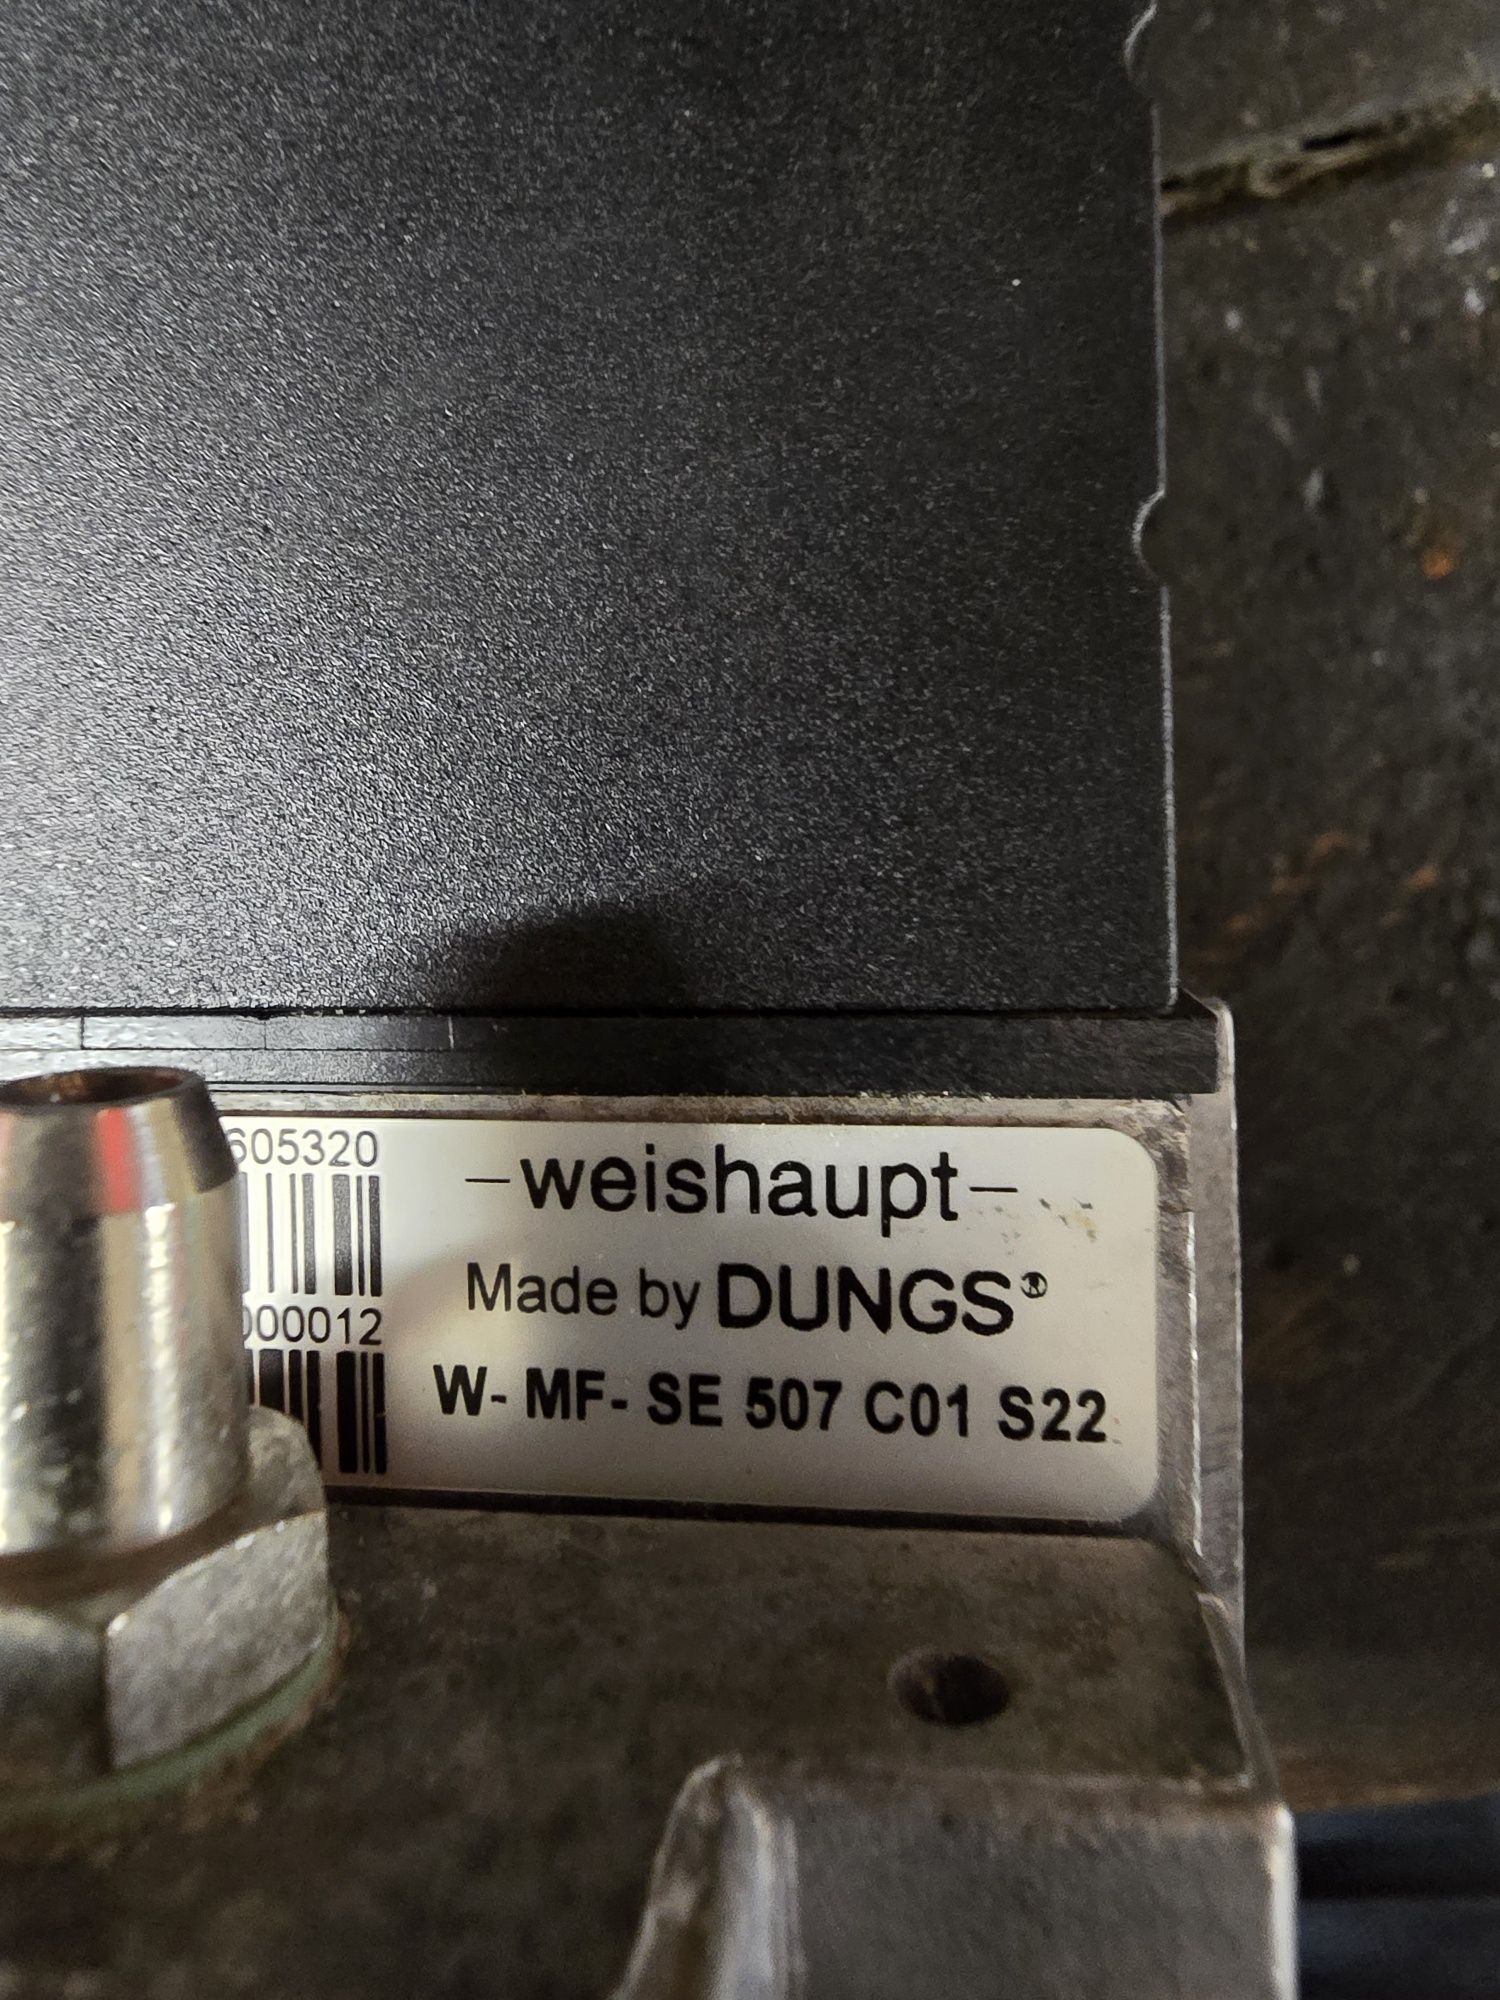 605320
000012
–weishaupt–
Made by DUNGS®
W- MF- SE 507 C01 S22